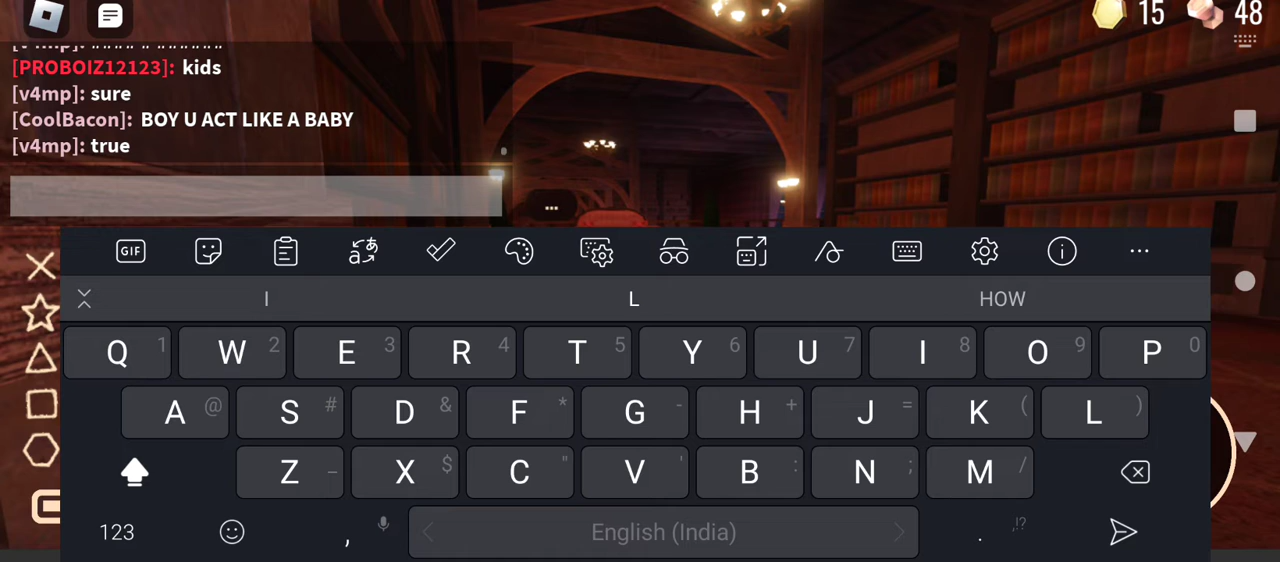 15 48
[v4mp]: #### # ######
[PROBOIZ12123]: kids
[v4mp]: sure
[CoolBacon]: BOY U ACT LIKE A BABY
[v4mp]: true
...
GIF
I L HOW
Q 1 W 2 E 3 R 4 T 5 Y 6 U 7 I 8 O 9 P 0
A @ S # D & F * G - H + J = K ( L )
Z _ X $ C " V ' B : N ; M /
123 , English (India) . ,!?